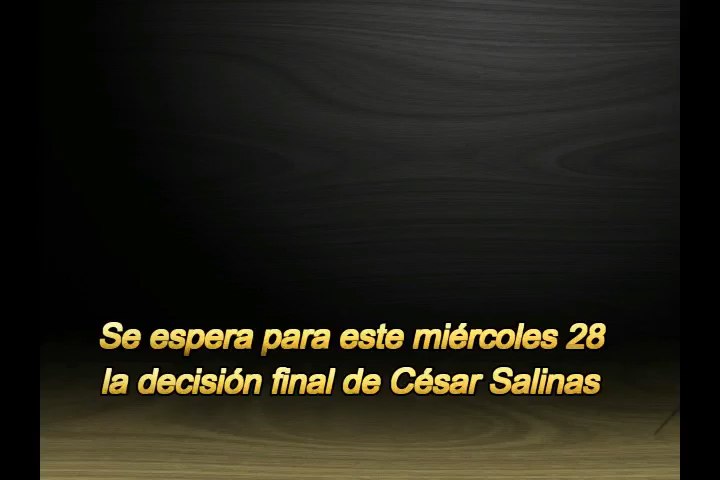 Se espera para este miércoles 28
la decisión final de César Salinas